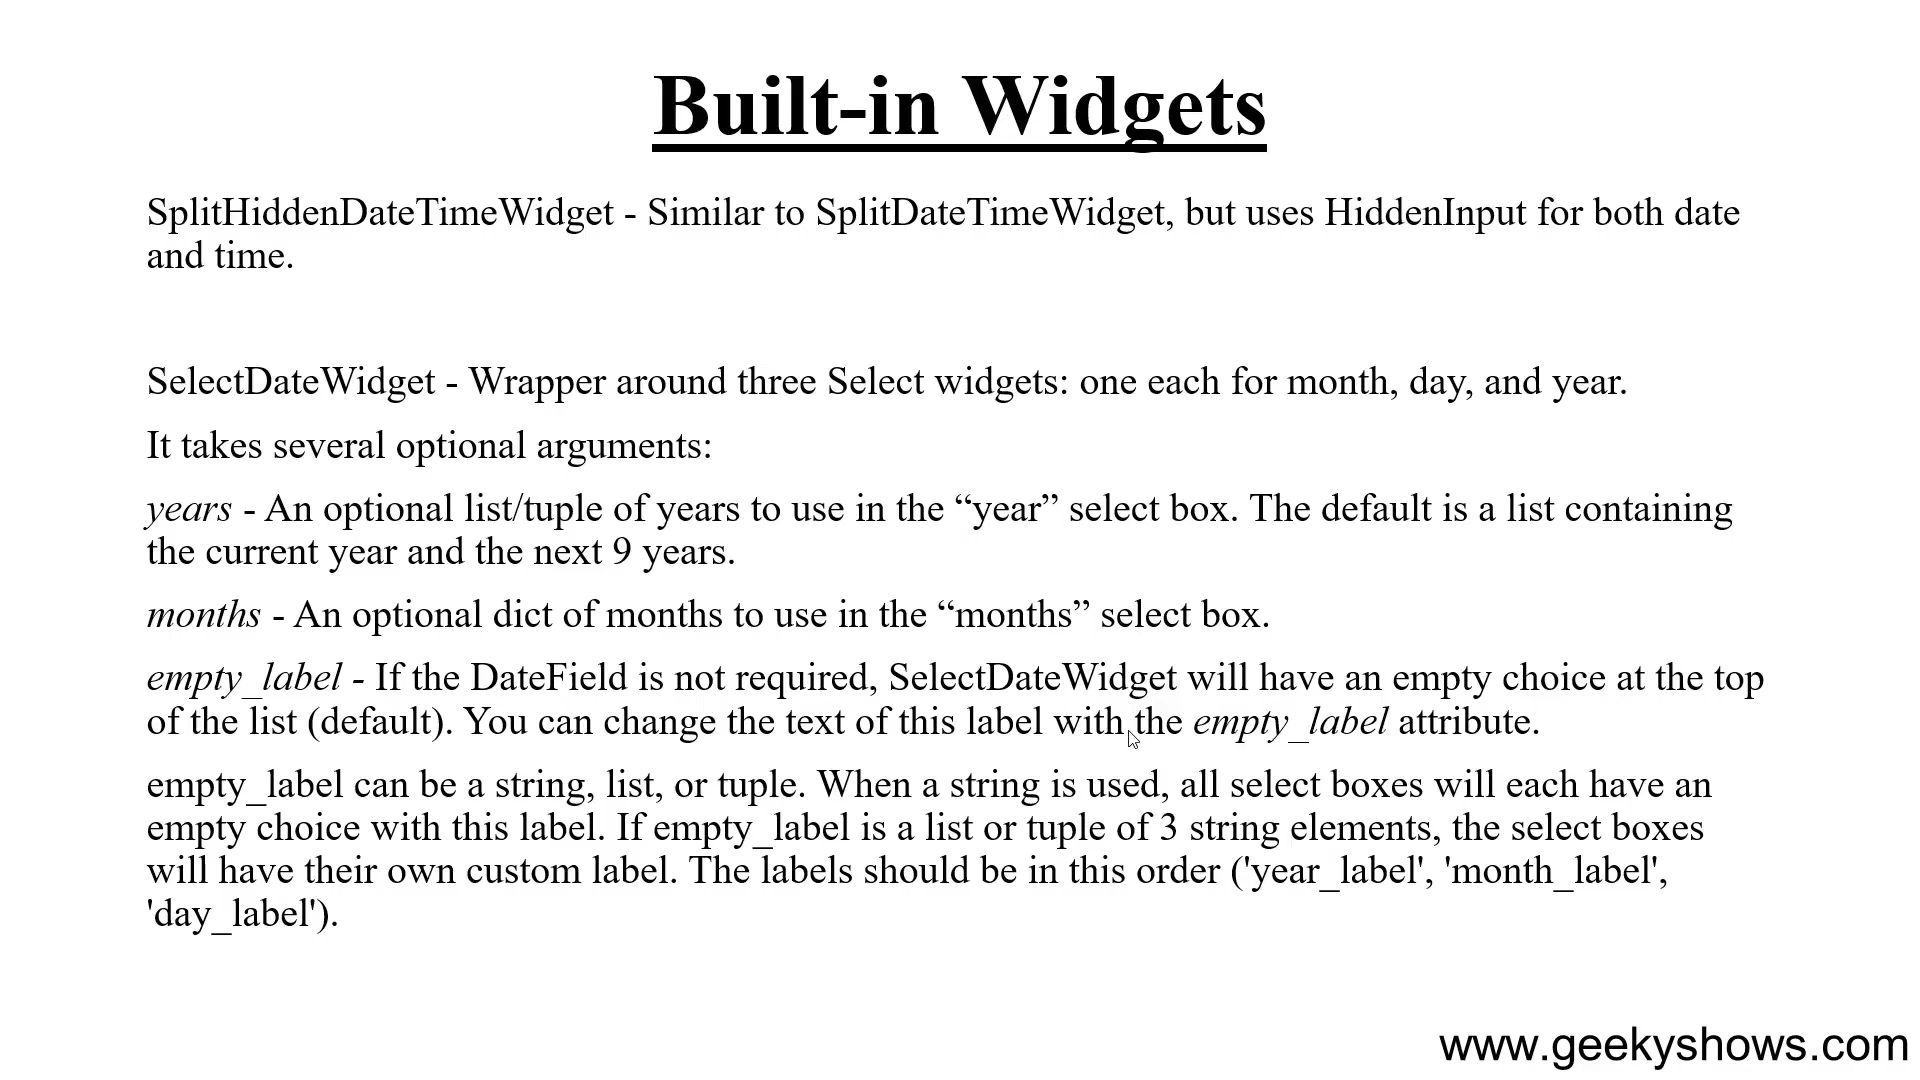 Built-in Widgets
SplitHiddenDateTimeWidget - Similar to SplitDateTimeWidget, but uses HiddenInput for both date
and time.
SelectDateWidget - Wrapper around three Select widgets: one each for month, day, and year.
It takes several optional arguments:
years - An optional list/tuple of years to use in the “year” select box. The default is a list containing
the current year and the next 9 years.
months - An optional dict of months to use in the “months” select box.
empty_label - If the DateField is not required, SelectDateWidget will have an empty choice at the top
of the list (default). You can change the text of this label with the empty_label attribute.
empty_label can be a string, list, or tuple. When a string is used, all select boxes will each have an
empty choice with this label. If empty_label is a list or tuple of 3 string elements, the select boxes
will have their own custom label. The labels should be in this order ('year_label', 'month_label',
'day_label').
www.geekyshows.com